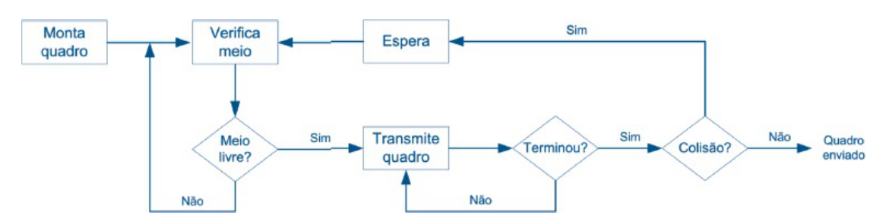 Monta
quadro
Verifica
meio
Espera
Sim
Meio
livre?
Sim
Transmite
quadro
Terminou?
Sim
Colisão?
Não
Quadro
enviado
Não
Não